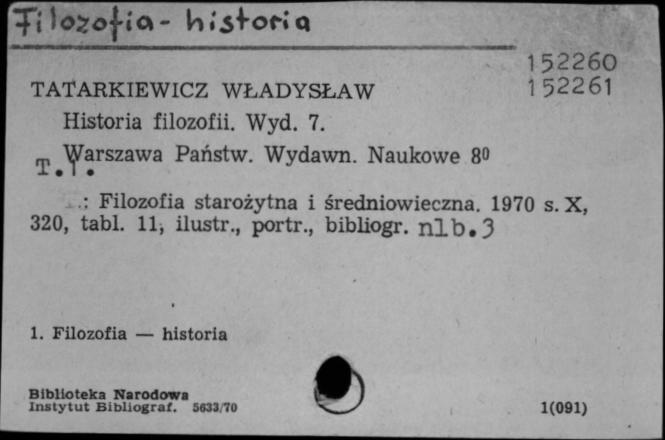 Filozofia - historia
152260
152261
TATARKIEWICZ WŁADYSŁAW
Historia filozofii. Wyd. 7.
Warszawa Państw. Wydawn. Naukowe 8⁰
T. 1.
: Filozofia starożytna i średniowieczna. 1970 s. X,
320, tabl. 11, ilustr., portr., bibliogr. nlb. 3
1. Filozofia — historia
Biblioteka Narodowa
Instytut Bibliograf. 5633/70
1(091)